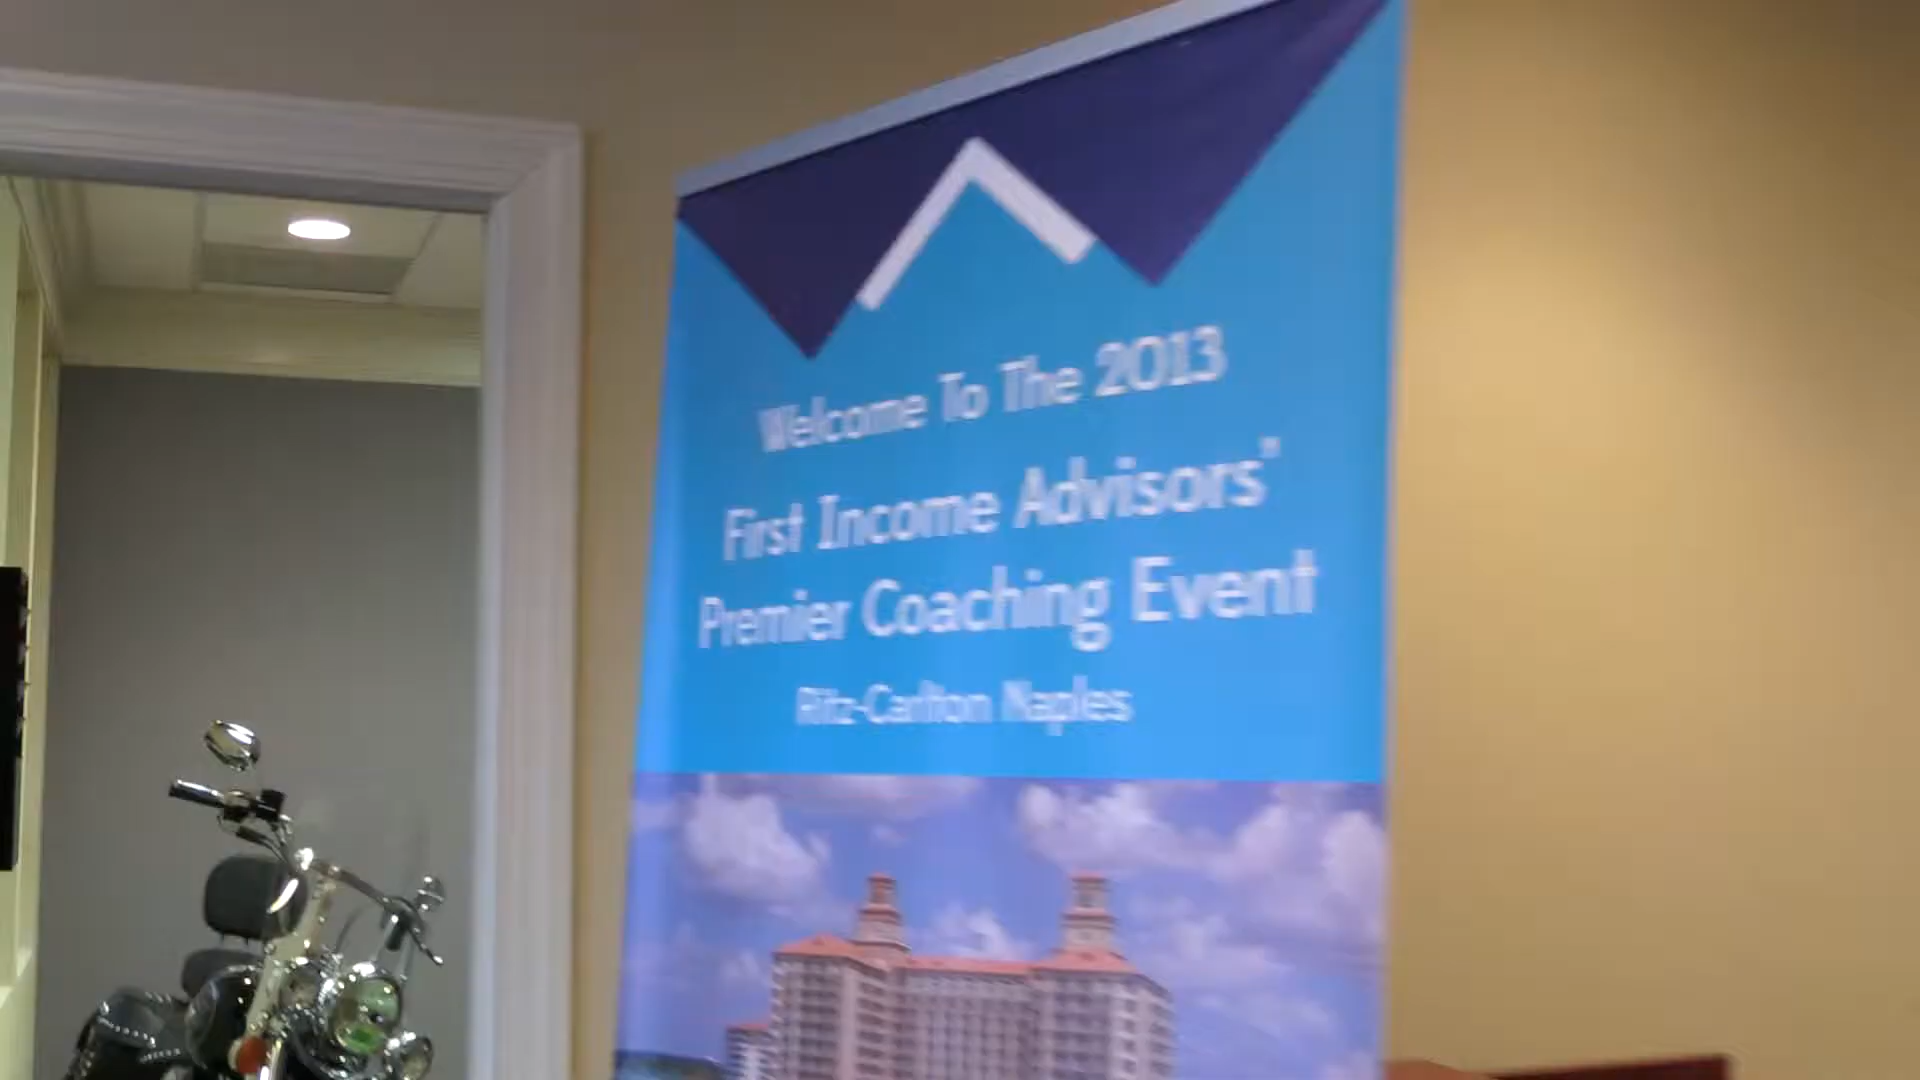 Welcome To The 2013
First Income Advisors'
Premier Coaching Event
Ritz-Carlton Naples